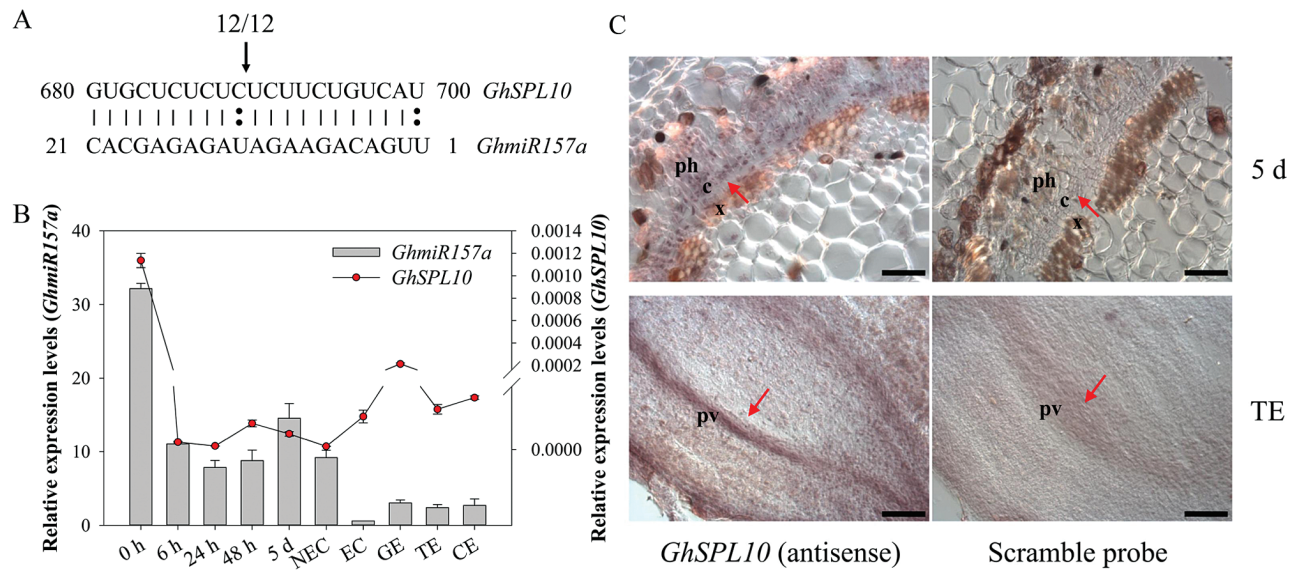 A
12/12
680 GUGCUCUCUCUCUUCUGUCAU 700 GhSPL10
21 CACGAGAGAUAGAAGACAGUU 1 GhmiR157a
B
Relative expression levels (GhmiR157a)
40
30
20
10
0
GhmiR157a
GhSPL10
0.0014
0.0012
0.0010
0.0008
0.0006
0.0004
0.0002
0.0000
Relative expression levels (GhSPL10)
0 h 6 h 24 h 48 h 5 d NEC EC GE TE CE
C
ph
c
x
ph
c
x
5 d
pv
pv
TE
GhSPL10 (antisense) Scramble probe